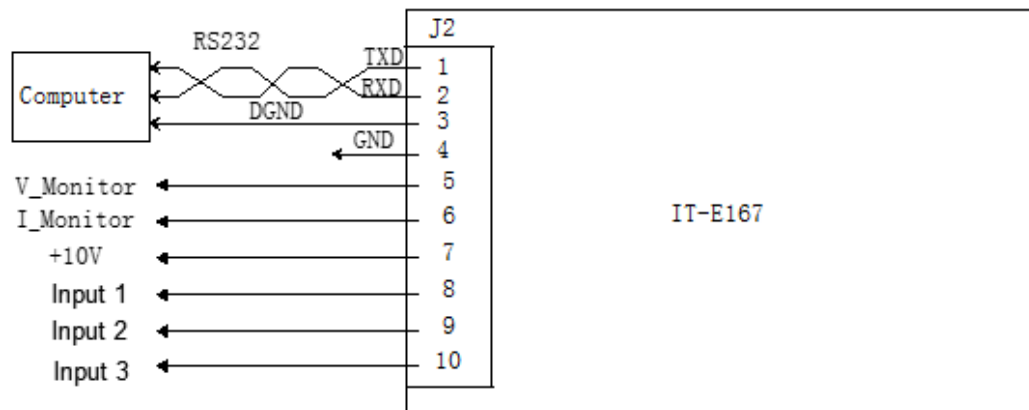 J2
RS232
TXD
1
Computer
RXD
2
DGND
3
GND
4
V_Monitor
5
I_Monitor
6
IT-E167
+10V
7
Input 1
8
Input 2
9
Input 3
10